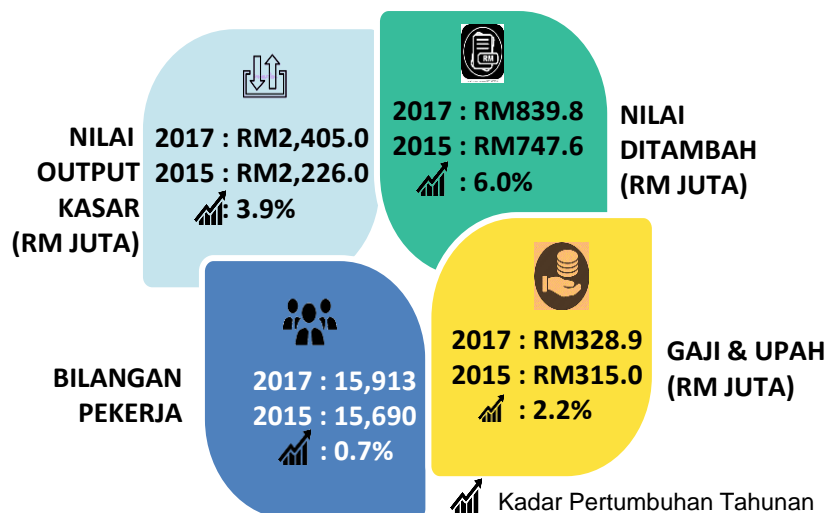 NILAI
OUTPUT
KASAR
(RM JUTA)
2017 : RM2,405.0
2015 : RM2,226.0
: 3.9%
RM
2017 : RM839.8
2015 : RM747.6
: 6.0%
NILAI
DITAMBAH
(RM JUTA)
BILANGAN
PEKERJA
2017 : 15,913
2015 : 15,690
: 0.7%
2017 : RM328.9
2015 : RM315.0
: 2.2%
GAJI & UPAH
(RM JUTA)
Kadar Pertumbuhan Tahunan